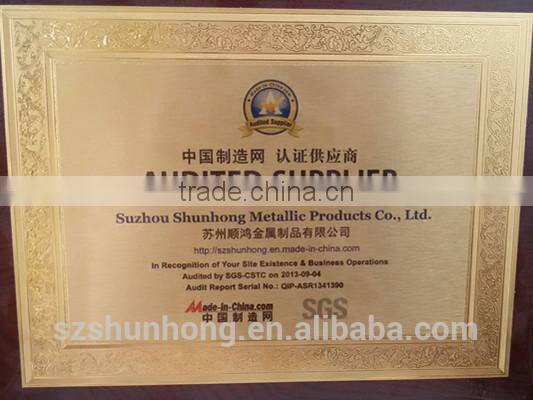 Made-in-China.com
Audited Supplier
中国制造网 认证供应商
AUDITED SUPPLIER
trade.china.com
Suzhou Shunhong Metallic Products Co., Ltd.
苏州顺鸿金属制品有限公司
http://szshunhong.en.made-in-china.com
In Recognition of Your Site Existence & Business Operations
Audited by SGS-CSTC on 2013-09-04
Audit Report Serial No.: QIP-ASR1341390
Made-in-China.com
中国制造网
SGS
szshunhong.en.alibaba.com